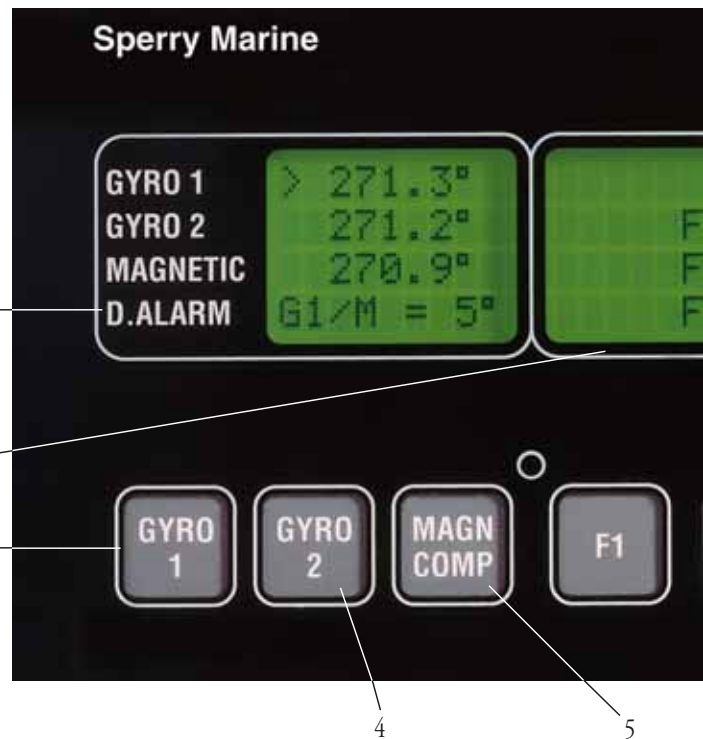 Sperry Marine
GYRO 1 > 271.3°
GYRO 2 271.2° F
MAGNETIC 270.9° F
D.ALARM G1/M = 5° F
GYRO 1
GYRO 2
MAGN COMP
F1
4
5